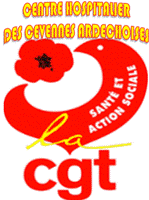 CENTRE HOSPITALIER
DES CEVENNES ARDECHOISES
SANTÉ ET
ACTION SOCIALE
la
cgt